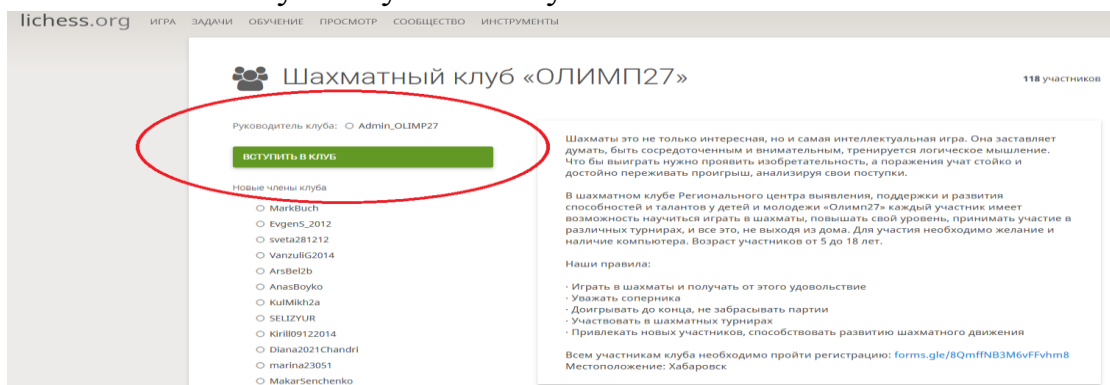 lichess.org ИГРА ЗАДАЧИ ОБУЧЕНИЕ ПРОСМОТР СООБЩЕСТВО ИНСТРУМЕНТЫ
Шахматный клуб «ОЛИМП27»
118 участников
Руководитель клуба: Admin_OLIMP27
ВСТУПИТЬ В КЛУБ
Новые члены клуба
MarkBuch
EvgenS_2012
sveta281212
VanzuliG2014
ArsBel2b
AnasBoyko
KulMikh2a
SELIZYUR
Kirill09122014
Diana2021Chandri
marina23051
MakarSenchenko
Шахматы это не только интересная, но и самая интеллектуальная игра. Она заставляет
думать, быть сосредоточенным и внимательным, тренируется логическое мышление.
Что бы выиграть нужно проявить изобретательность, а поражения учат стойко и
достойно переживать проигрыш, анализируя свои поступки.
В шахматном клубе Регионального центра выявления, поддержки и развития
способностей и талантов у детей и молодежи «Олимп27» каждый участник имеет
возможность научиться играть в шахматы, повышать свой уровень, принимать участие в
различных турнирах, и все это, не выходя из дома. Для участия необходимо желание и
наличие компьютера. Возраст участников от 5 до 18 лет.
Наши правила:
· Играть в шахматы и получать от этого удовольствие
· Уважать соперника
· Доигрывать до конца, не забрасывать партии
· Участвовать в шахматных турнирах
· Привлекать новых участников, способствовать развитию шахматного движения
Всем участникам клуба необходимо пройти регистрацию: forms.gle/8QmffNB3M6vFFvhm8
Местоположение: Хабаровск